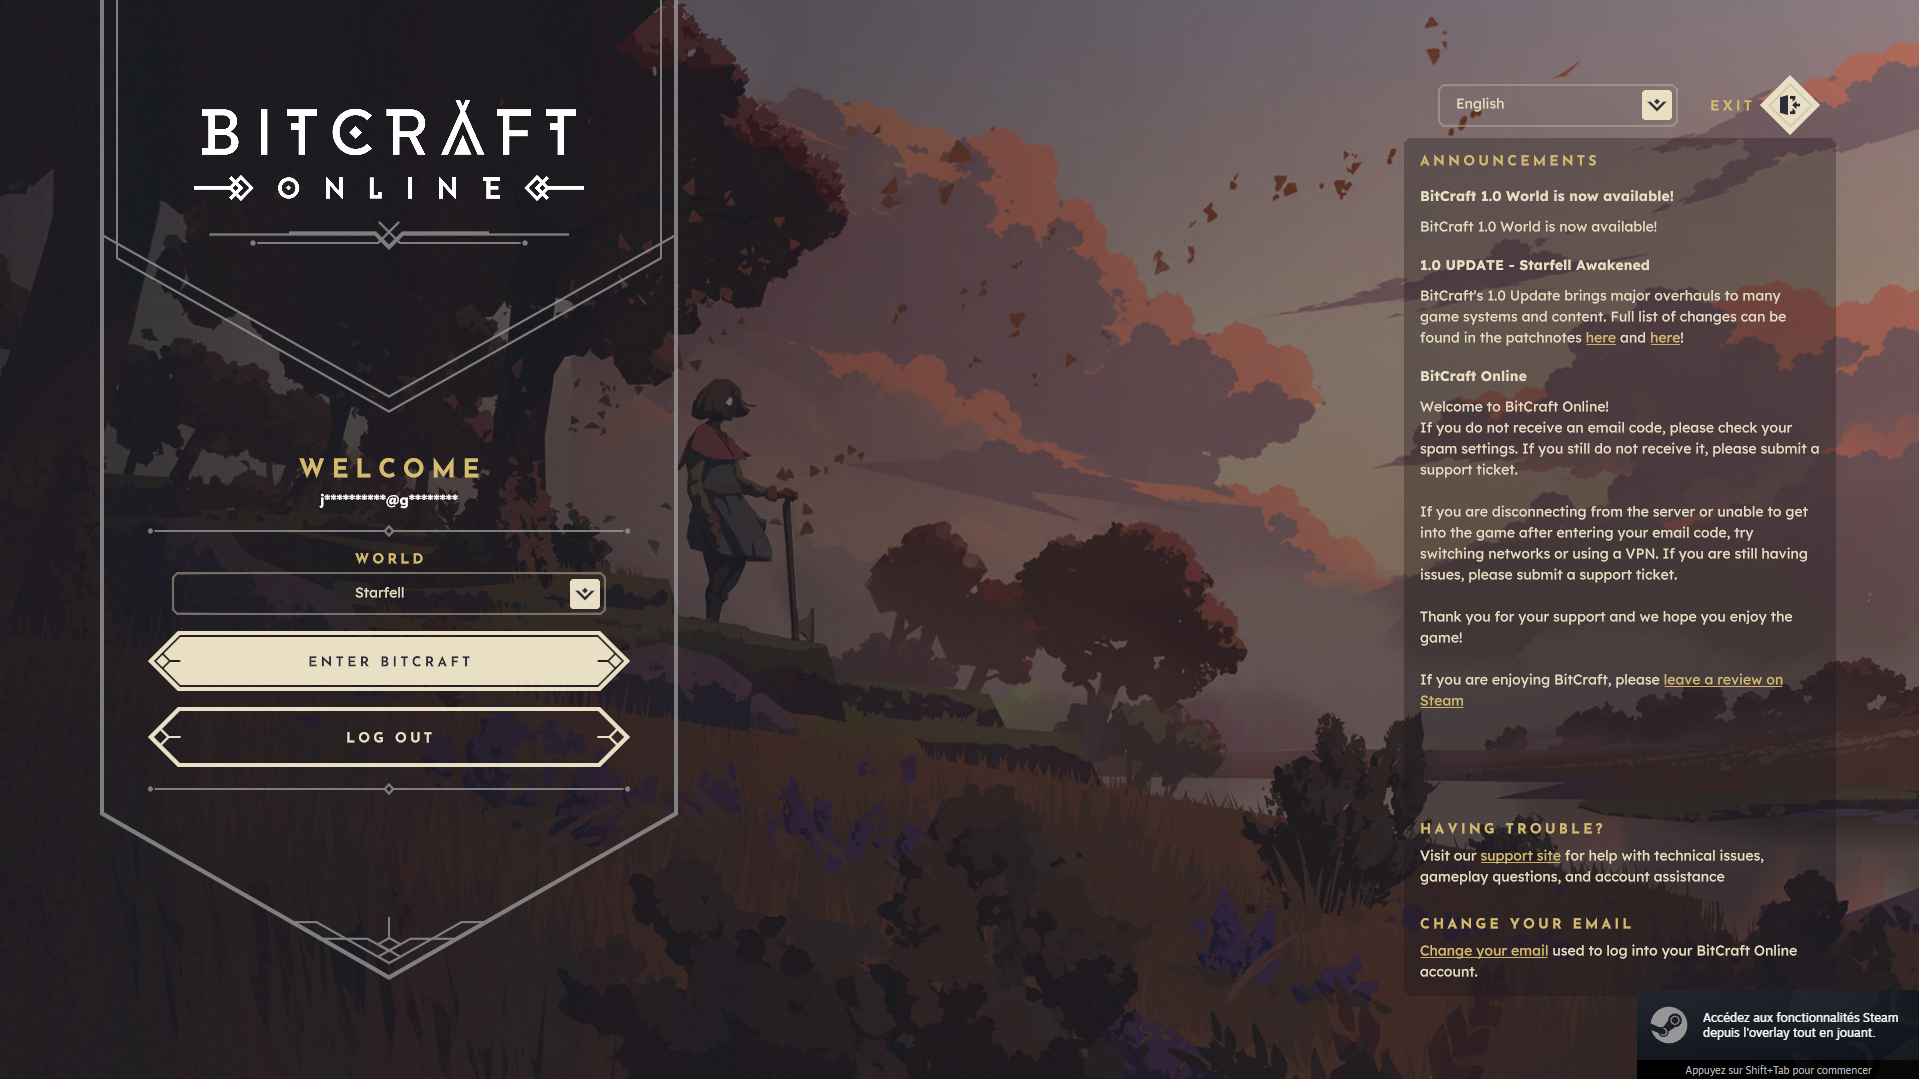 BITCRAFT
ONLINE
WELCOME
j**********@g********
WORLD
Starfell
ENTER BITCRAFT
LOG OUT
English
EXIT
ANNOUNCEMENTS
BitCraft 1.0 World is now available!
BitCraft 1.0 World is now available!
1.0 UPDATE - Starfell Awakened
BitCraft's 1.0 Update brings major overhauls to many
game systems and content. Full list of changes can be
found in the patchnotes here and here!
BitCraft Online
Welcome to BitCraft Online!
If you do not receive an email code, please check your
spam settings. If you still do not receive it, please submit a
support ticket.
If you are disconnecting from the server or unable to get
into the game after entering your email code, try
switching networks or using a VPN. If you are still having
issues, please submit a support ticket.
Thank you for your support and we hope you enjoy the
game!
If you are enjoying BitCraft, please leave a review on
Steam
HAVING TROUBLE?
Visit our support site for help with technical issues,
gameplay questions, and account assistance
CHANGE YOUR EMAIL
Change your email used to log into your BitCraft Online
account.
Accédez aux fonctionnalités Steam
depuis l'overlay tout en jouant.
Appuyez sur Shift+Tab pour commencer